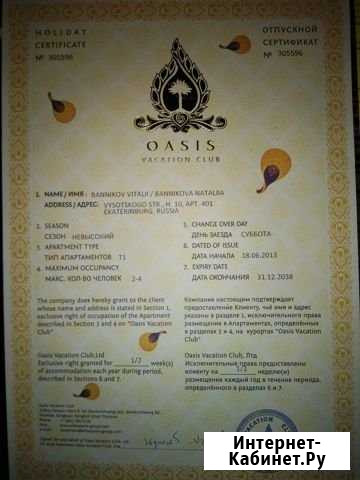 HOLIDAY
CERTIFICATE
№ 305596
ОТПУСКНОЙ
СЕРТИФИКАТ
№ 305596
OASIS
VACATION CLUB
1. NAME / ИМЯ: BANNIKOV VITALII / BANNIKOVA NATALIA
ADDRESS / АДРЕС: VYSOTSKOGO STR., H. 10, APT. 401
EKATERINBURG, RUSSIA
2. SEASON
СЕЗОН НЕВЫСОКИЙ
3. APARTMENT TYPE
ТИП АПАРТАМЕНТОВ T1
4. MAXIMUM OCCUPANCY
МАКС. КОЛ-ВО ЧЕЛОВЕК 2-4
5. CHANGE OVER DAY
ДЕНЬ ЗАЕЗДА СУББОТА
6. DATED OF ISSUE
ДАТА НАЧАЛА 18.06.2013
7. EXPIRY DATE
ДАТА ОКОНЧАНИЯ 31.12.2038
The company does hereby grant to the client
whose name and address is stated in Section 1,
exclusive right of occupation of the Apartment
described in Section 3 and 4 on "Oasis Vacation
Club"
Oasis Vacation Club,Ltd
Exclusive right granted for 1/2 week(s)
of accommodation each year during period,
described in Sections 6 and 7.
Компания настоящим подтверждает
предоставление Клиенту, чьё имя и адрес
указаны в разделе 1, исключительного права
размещения в Апартаментах, определённых
в разделах 3 и 4, на курортах "Oasis Vacation
Club"
Oasis Vacation Club, Лтд
Исключительные права предоставлены
клиенту на 1/2 неделю(и)
размещения каждый год в течение периода,
определённого в разделах 6 и 7.
Oasis Vacation Club
VACATION CLUB
Интернет-
Кабинет.Ру